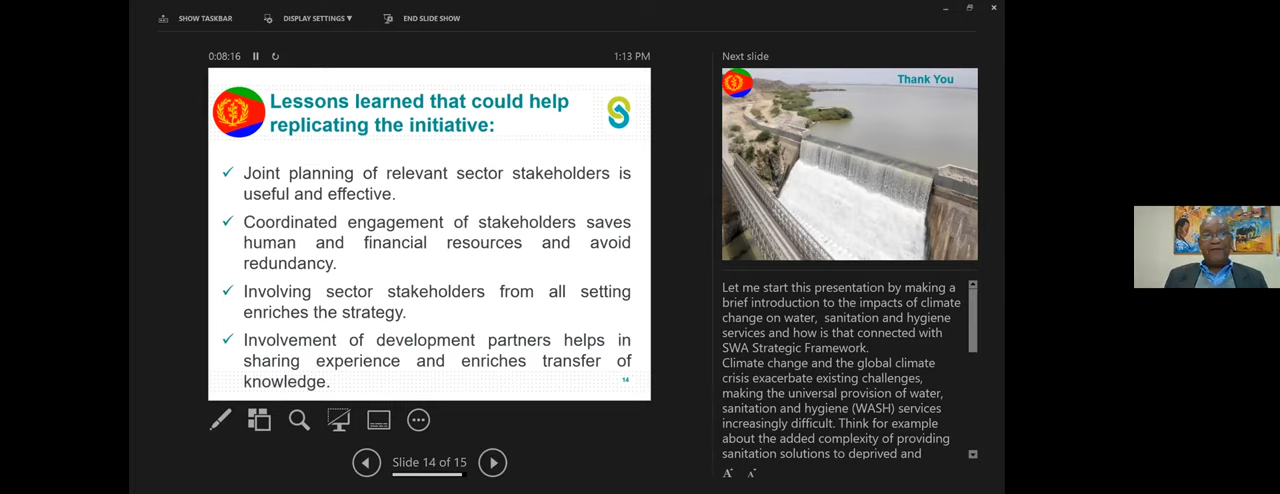 SHOW TASKBAR
DISPLAY SETTINGS ▼
END SLIDE SHOW
0:08:16
1:13 PM
Lessons learned that could help
replicating the initiative:
✓ Joint planning of relevant sector stakeholders is
useful and effective.
✓ Coordinated engagement of stakeholders saves
human and financial resources and avoid
redundancy.
✓ Involving sector stakeholders from all setting
enriches the strategy.
✓ Involvement of development partners helps in
sharing experience and enriches transfer of
knowledge.
14
Slide 14 of 15
Next slide
Thank You
Let me start this presentation by making a
brief introduction to the impacts of climate
change on water, sanitation and hygiene
services and how is that connected with
SWA Strategic Framework.
Climate change and the global climate
crisis exacerbate existing challenges,
making the universal provision of water,
sanitation and hygiene (WASH) services
increasingly difficult. Think for example
about the added complexity of providing
sanitation solutions to deprived and
A A